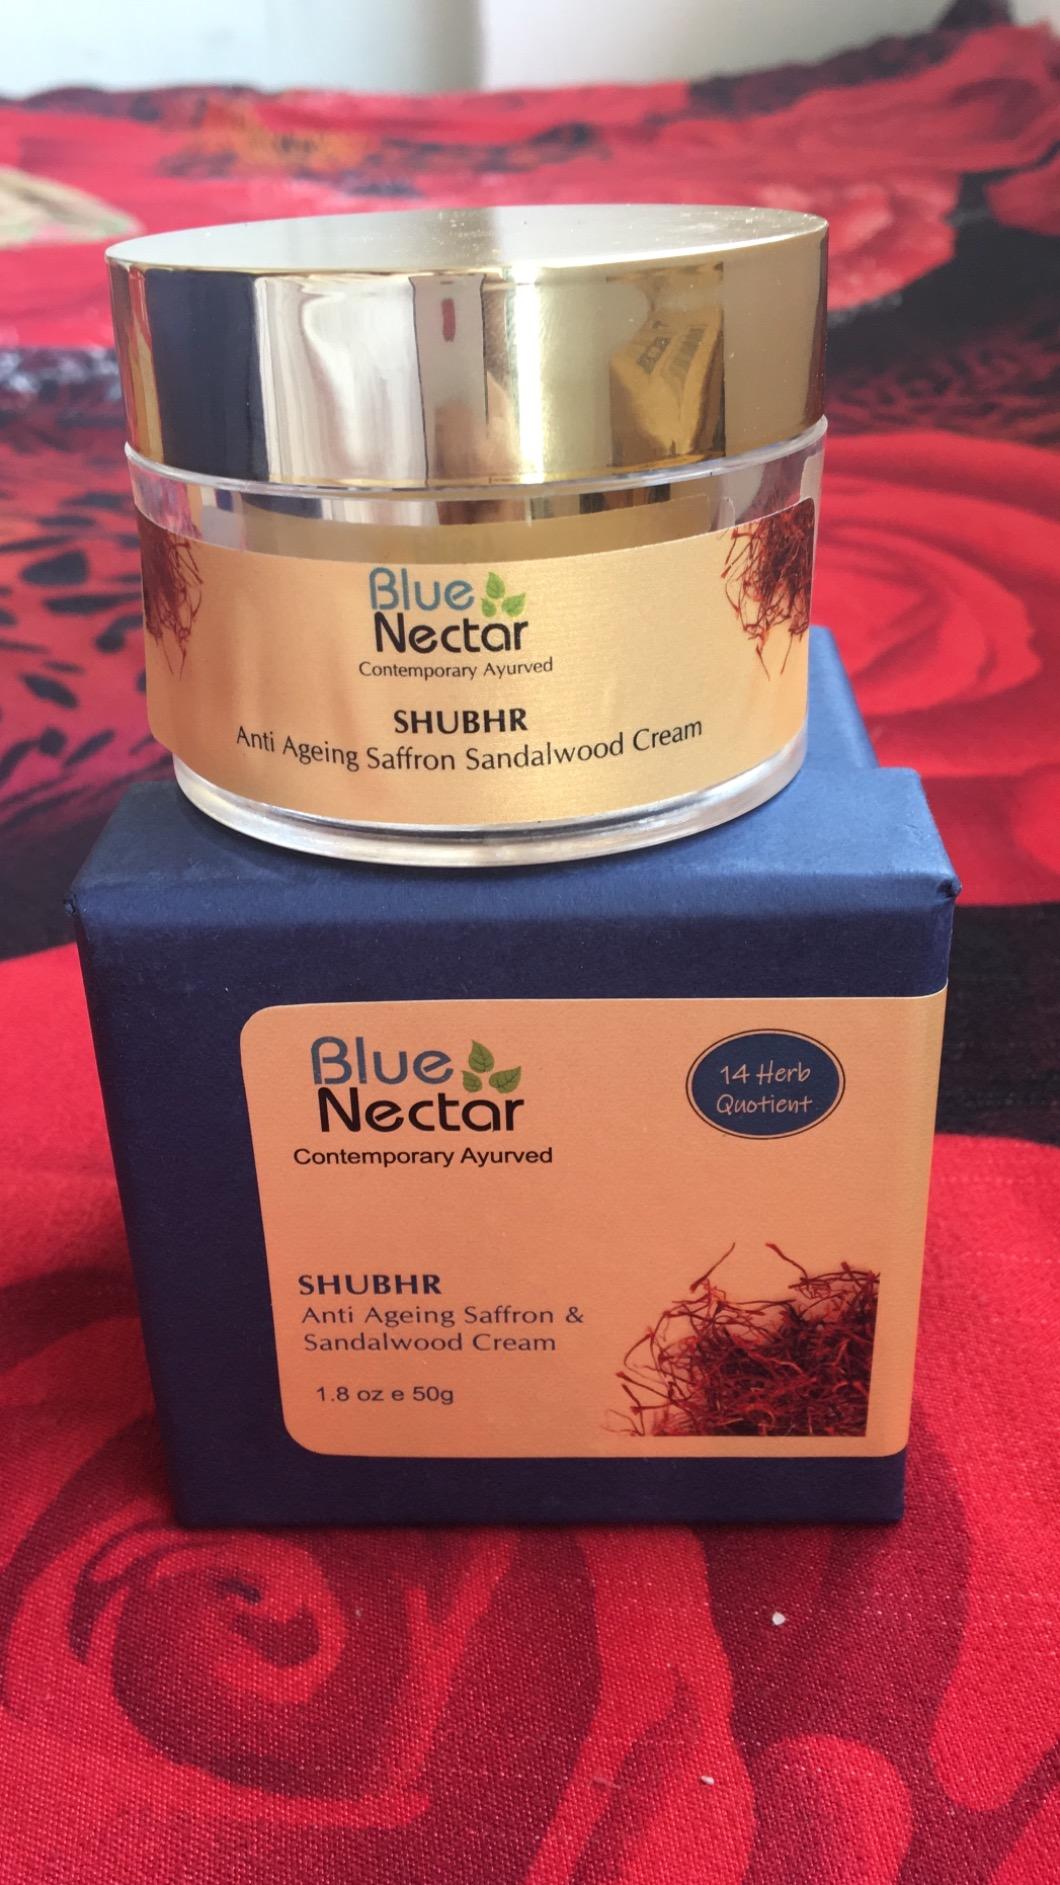 Blue
Nectar
Contemporary Ayurved
SHUBHR
Anti Ageing Saffron Sandalwood Cream
Blue
Nectar
Contemporary Ayurved
14 Herb
Quotient
SHUBHR
Anti Ageing Saffron &
Sandalwood Cream
1.8 oz e 50g